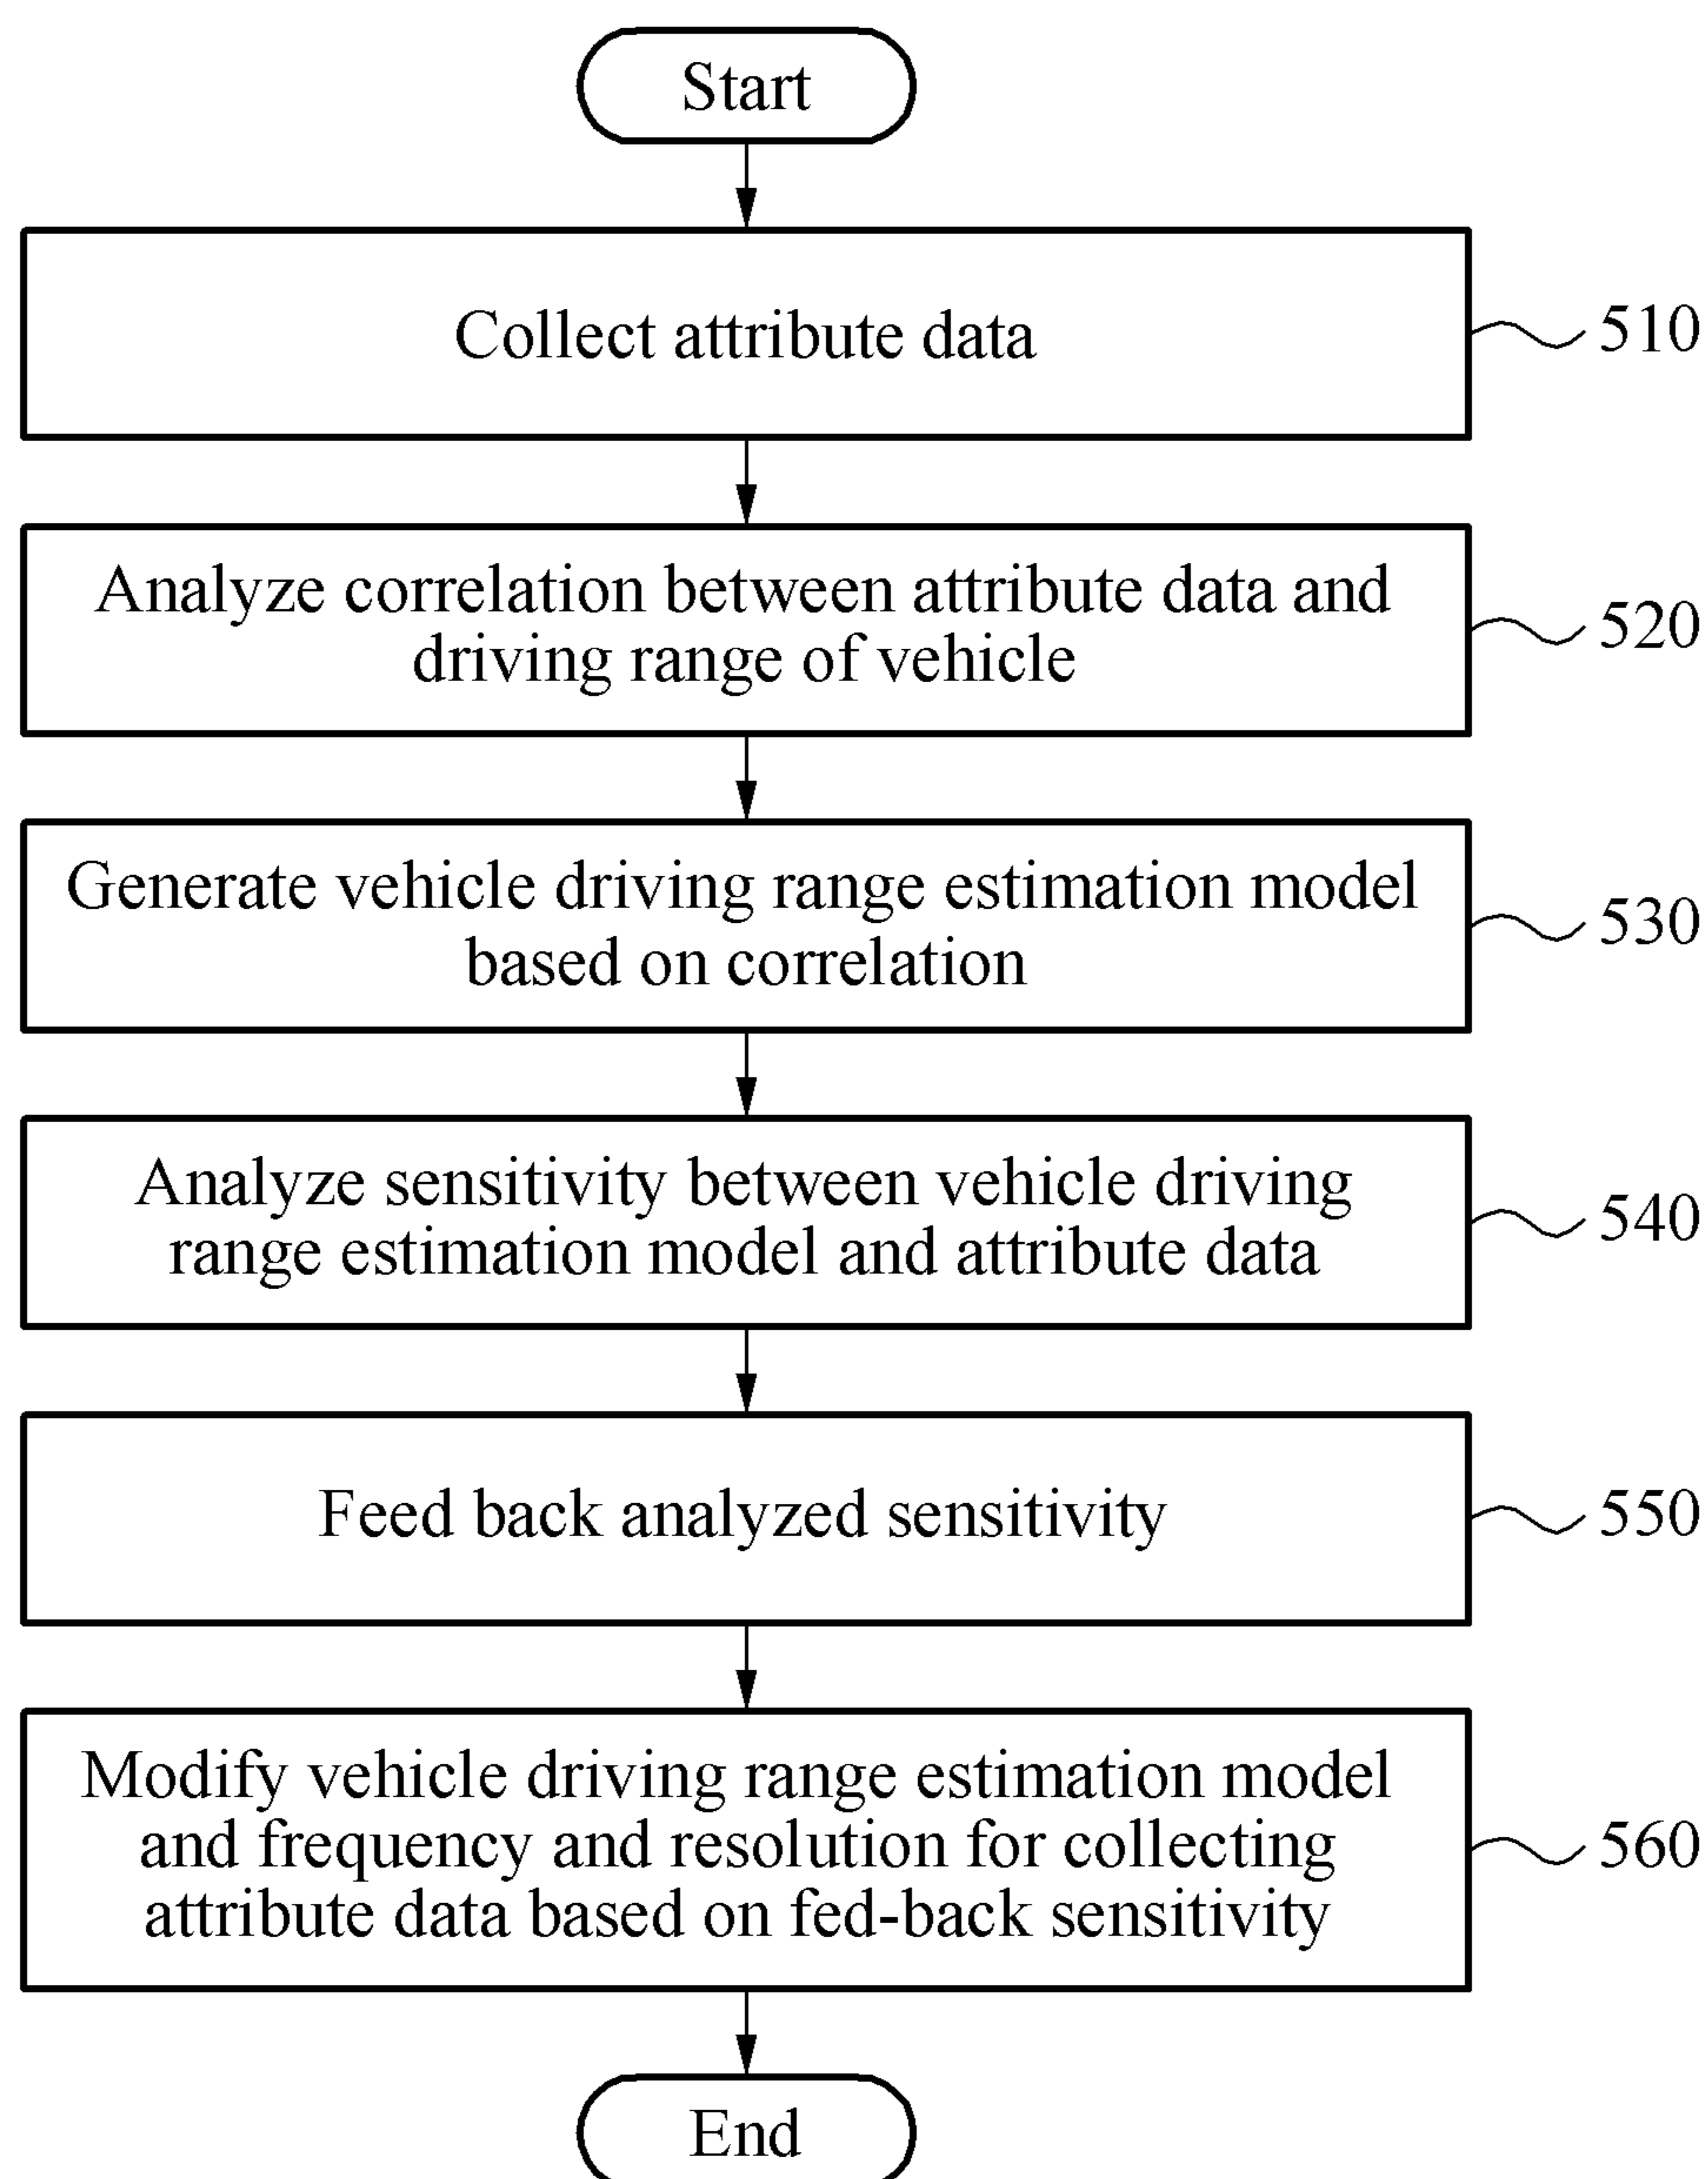 Start
Collect attribute data
510
Analyze correlation between attribute data and
driving range of vehicle
520
Generate vehicle driving range estimation model
based on correlation
530
Analyze sensitivity between vehicle driving
range estimation model and attribute data
540
Feed back analyzed sensitivity
550
Modify vehicle driving range estimation model
and frequency and resolution for collecting
attribute data based on fed-back sensitivity
560
End